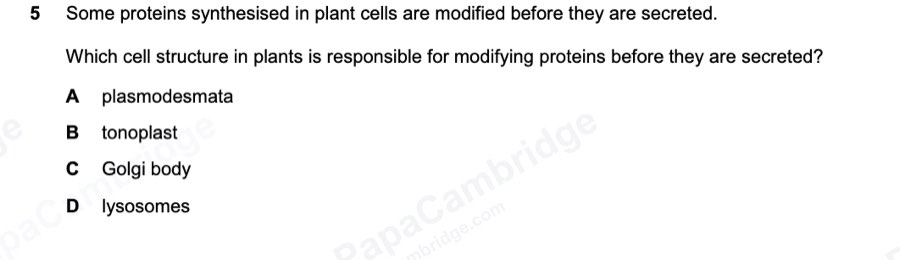 5 Some proteins synthesised in plant cells are modified before they are secreted.
Which cell structure in plants is responsible for modifying proteins before they are secreted?
A plasmodesmata
B tonoplast
C Golgi body
D lysosomes
PapaCambridge